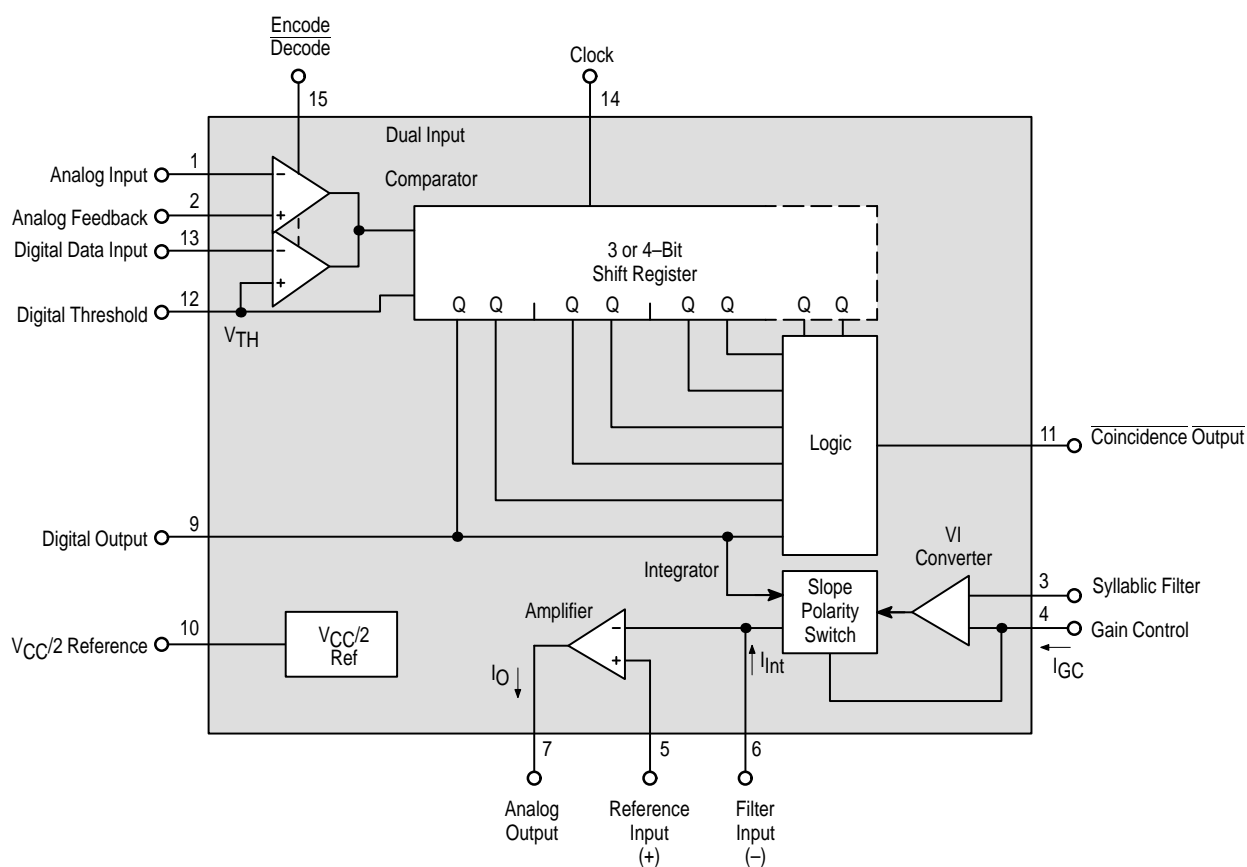 Encode
Decode
Clock
15
14
Dual Input
Comparator
1
Analog Input
−
2
Analog Feedback
+
13
Digital Data Input
−
+
12
Digital Threshold
VTH
3 or 4–Bit
Shift Register
Q Q Q Q Q Q Q Q
Logic
11
Coincidence Output
9
Digital Output
Integrator
VI
Converter
Slope
Polarity
Switch
3
Syllabic Filter
4
Gain Control
IGC
10
VCC/2 Reference
VCC/2
Ref
Amplifier
−
+
IO
IInt
7
5
6
Analog
Output
Reference
Input
(+)
Filter
Input
(–)